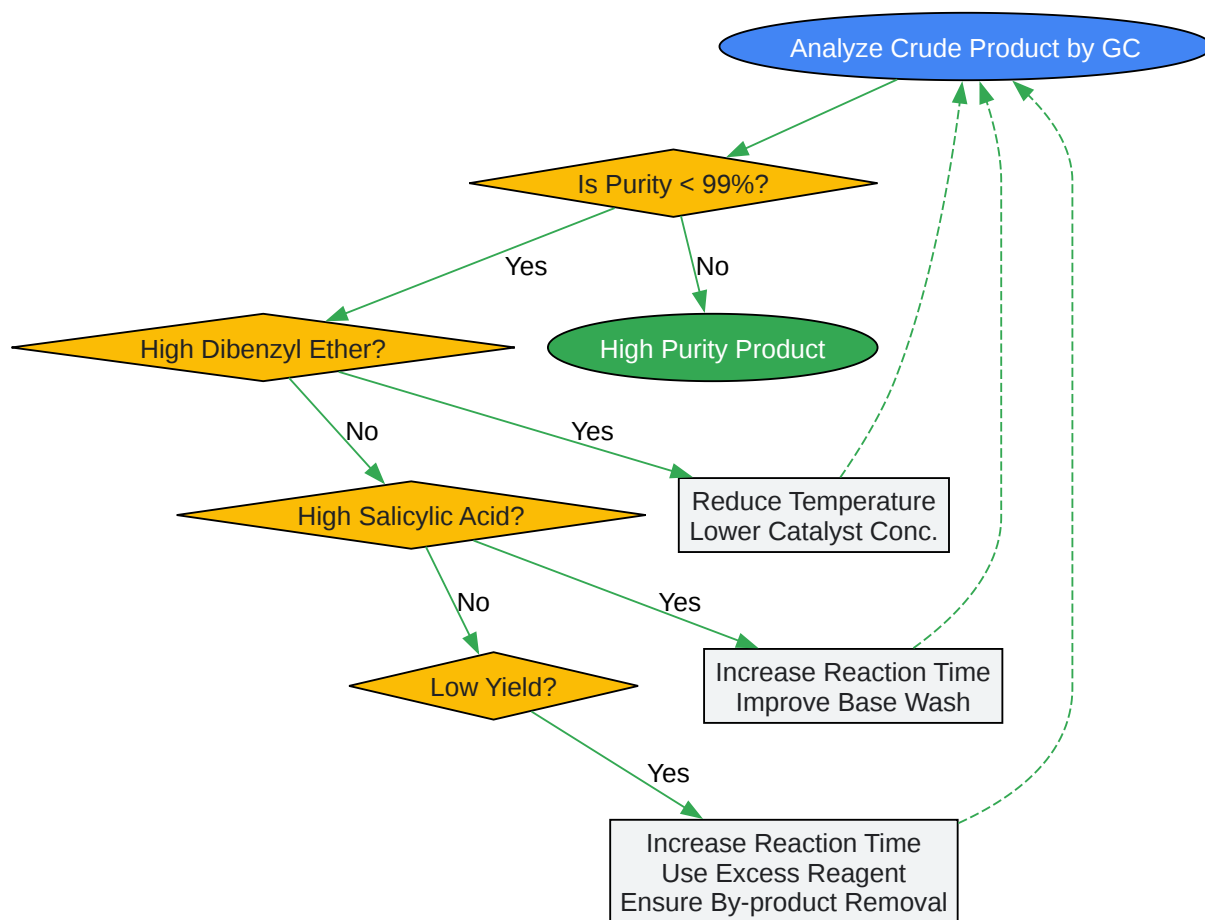 Analyze Crude Product by GC
Is Purity < 99%?
Yes
No
High Dibenzyl Ether?
High Purity Product
No
Yes
Reduce Temperature
Lower Catalyst Conc.
High Salicylic Acid?
No
Yes
Increase Reaction Time
Improve Base Wash
Low Yield?
Yes
Increase Reaction Time
Use Excess Reagent
Ensure By-product Removal